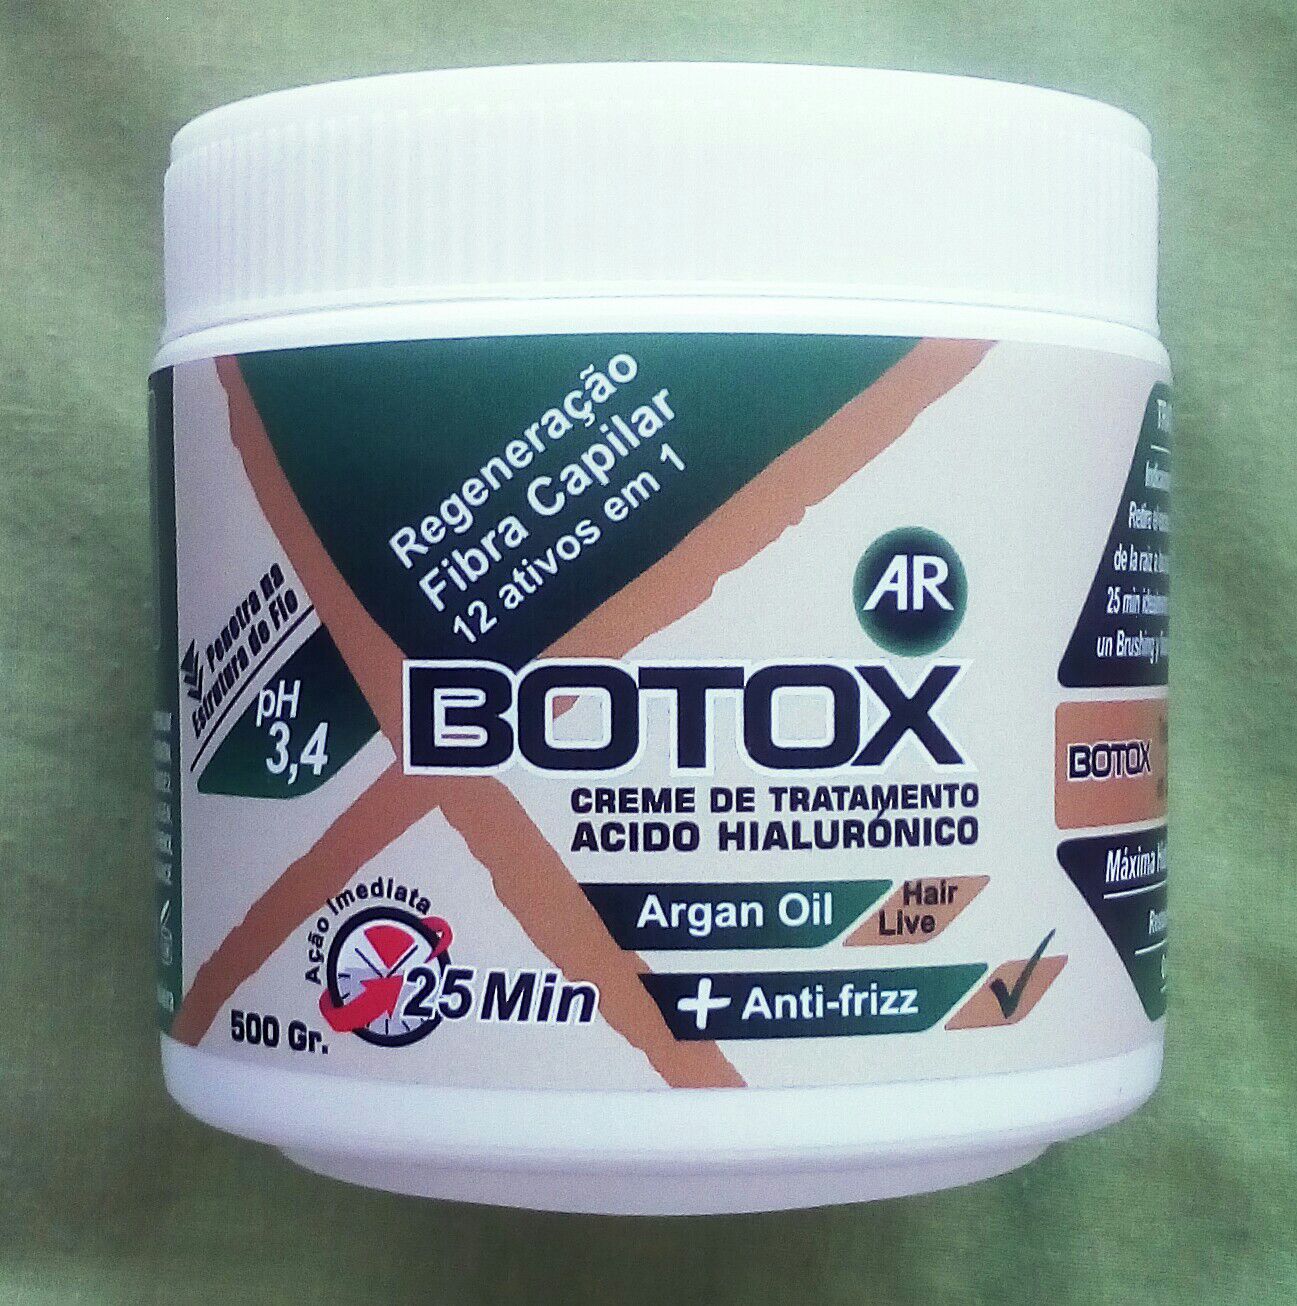 Regeneração
Fibra Capilar
12 ativos em 1
Penetra na
Estrutura do Fio
pH
3,4
AR
BOTOX
CREME DE TRATAMENTO
ACIDO HIALURÓNICO
Argan Oil
Hair
Live
+ Anti-frizz
Ação Imediata
25 Min
500 Gr.
de la raiz a
25 min
un Brushing y
BOTOX
Máxima